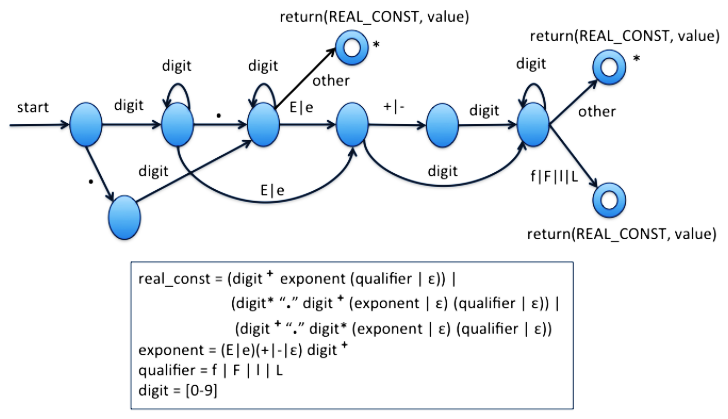 return(REAL_CONST, value)
*
other
return(REAL_CONST, value)
*
other
start
digit
digit
.
digit
E|e
+|-
digit
digit
.
digit
E|e
digit
f|F|l|L
return(REAL_CONST, value)
real_const = (digit + exponent (qualifier | ε)) |
(digit* “.” digit + (exponent | ε) (qualifier | ε)) |
(digit + “.” digit* (exponent | ε) (qualifier | ε))
exponent = (E|e)(+|-|ε) digit +
qualifier = f | F | l | L
digit = [0-9]